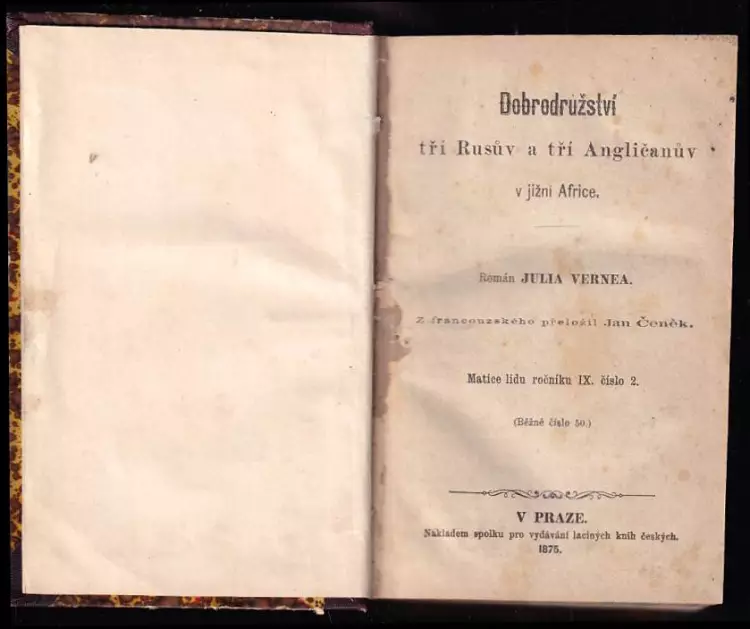 Dobrodružství
tří Rusův a tří Angličanův
v jižní Africe.
Román JULIA VERNEA.
Z francouzského přeložil Jan Čeněk.
Matice lidu ročníku IX. číslo 2.
(Běžné číslo 50.)
V PRAZE.
Nákladem spolku pro vydávání laciných knih českých.
1875.